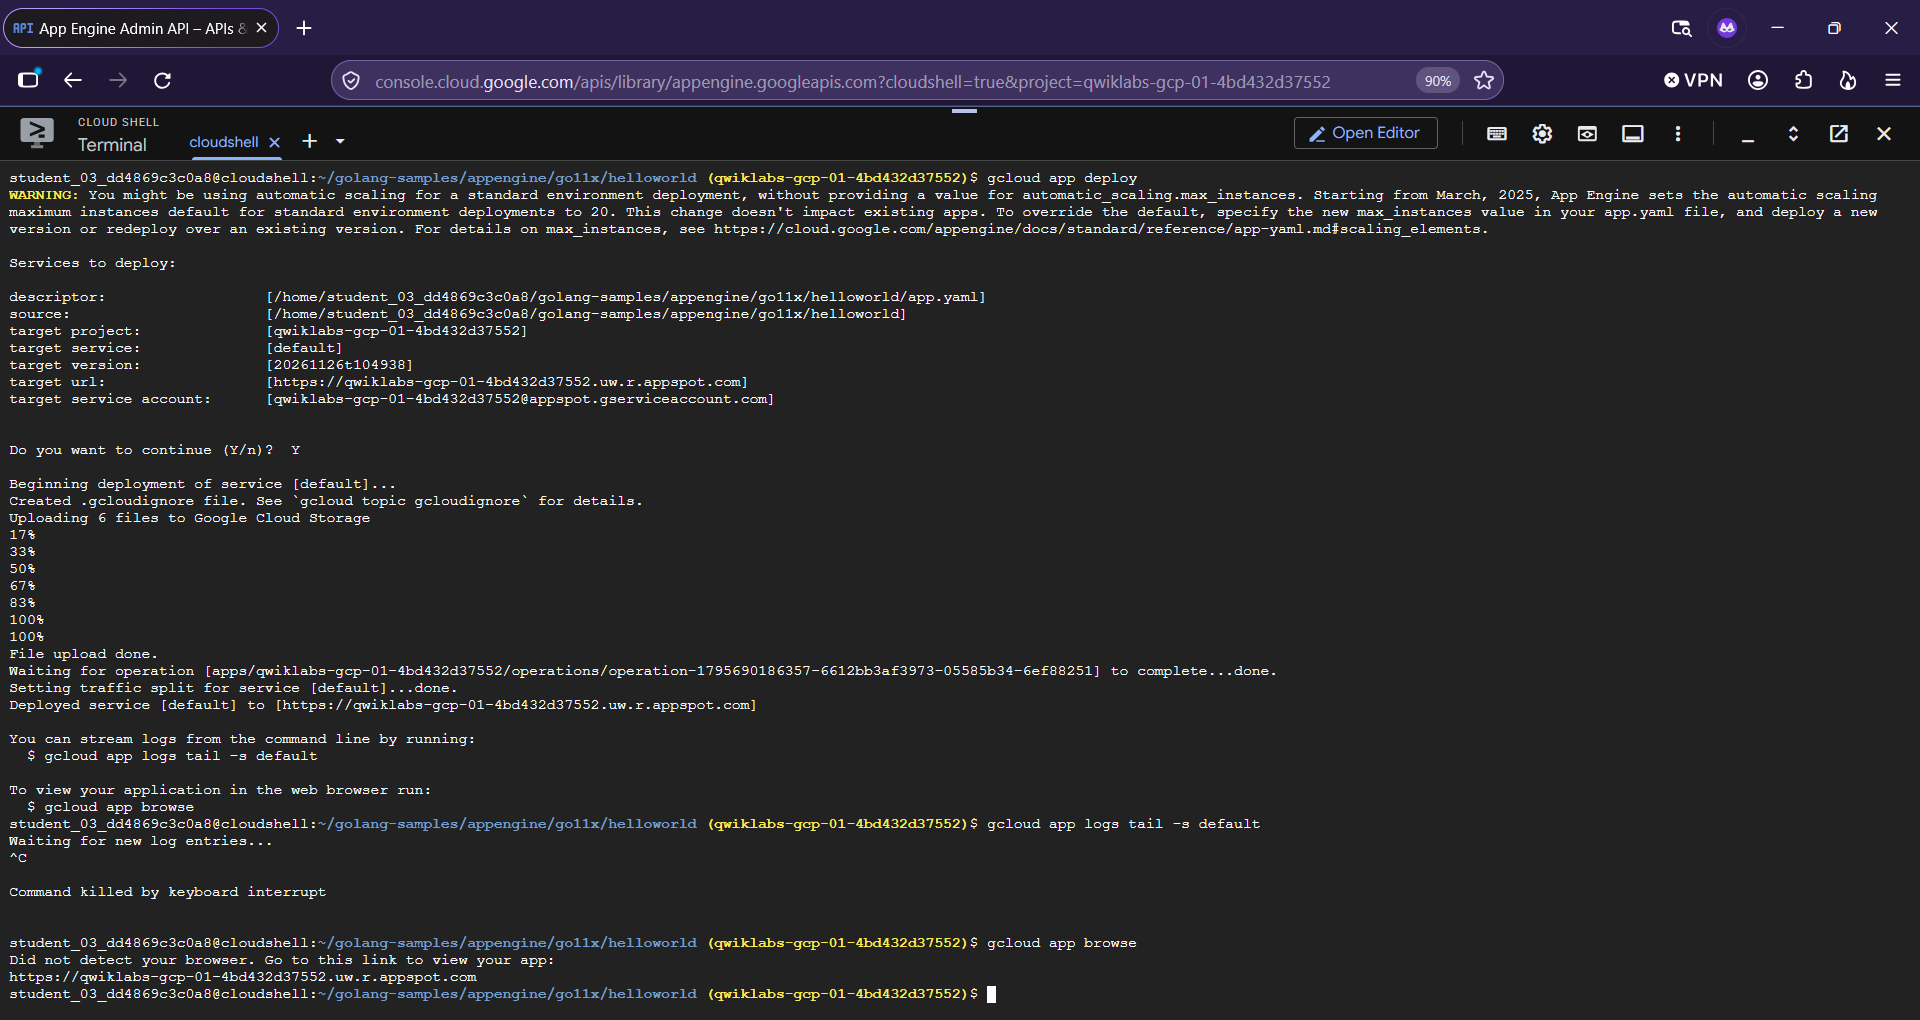 API App Engine Admin API – APIs &
console.cloud.google.com/apis/library/appengine.googleapis.com?cloudshell=true&project=qwiklabs-gcp-01-4bd432d37552
90%
VPN
CLOUD SHELL
Terminal
cloudshell
Open Editor
student_03_dd4869c3c0a8@cloudshell:~/golang-samples/appengine/go11x/helloworld (qwiklabs-gcp-01-4bd432d37552)$ gcloud app deploy
WARNING: You might be using automatic scaling for a standard environment deployment, without providing a value for automatic_scaling.max_instances. Starting from March, 2025, App Engine sets the automatic scaling
maximum instances default for standard environment deployments to 20. This change doesn't impact existing apps. To override the default, specify the new max_instances value in your app.yaml file, and deploy a new
version or redeploy over an existing version. For details on max_instances, see https://cloud.google.com/appengine/docs/standard/reference/app-yaml.md#scaling_elements.
Services to deploy:
descriptor: [/home/student_03_dd4869c3c0a8/golang-samples/appengine/go11x/helloworld/app.yaml]
source: [/home/student_03_dd4869c3c0a8/golang-samples/appengine/go11x/helloworld]
target project: [qwiklabs-gcp-01-4bd432d37552]
target service: [default]
target version: [20261126t104938]
target url: [https://qwiklabs-gcp-01-4bd432d37552.uw.r.appspot.com]
target service account: [qwiklabs-gcp-01-4bd432d37552@appspot.gserviceaccount.com]
Do you want to continue (Y/n)? Y
Beginning deployment of service [default]...
Created .gcloudignore file. See `gcloud topic gcloudignore` for details.
Uploading 6 files to Google Cloud Storage
17%
33%
50%
67%
83%
100%
100%
File upload done.
Waiting for operation [apps/qwiklabs-gcp-01-4bd432d37552/operations/operation-1795690186357-6612bb3af3973-05585b34-6ef88251] to complete...done.
Setting traffic split for service [default]...done.
Deployed service [default] to [https://qwiklabs-gcp-01-4bd432d37552.uw.r.appspot.com]
You can stream logs from the command line by running:
$ gcloud app logs tail -s default
To view your application in the web browser run:
$ gcloud app browse
student_03_dd4869c3c0a8@cloudshell:~/golang-samples/appengine/go11x/helloworld (qwiklabs-gcp-01-4bd432d37552)$ gcloud app logs tail -s default
Waiting for new log entries...
^C
Command killed by keyboard interrupt
student_03_dd4869c3c0a8@cloudshell:~/golang-samples/appengine/go11x/helloworld (qwiklabs-gcp-01-4bd432d37552)$ gcloud app browse
Did not detect your browser. Go to this link to view your app:
https://qwiklabs-gcp-01-4bd432d37552.uw.r.appspot.com
student_03_dd4869c3c0a8@cloudshell:~/golang-samples/appengine/go11x/helloworld (qwiklabs-gcp-01-4bd432d37552)$